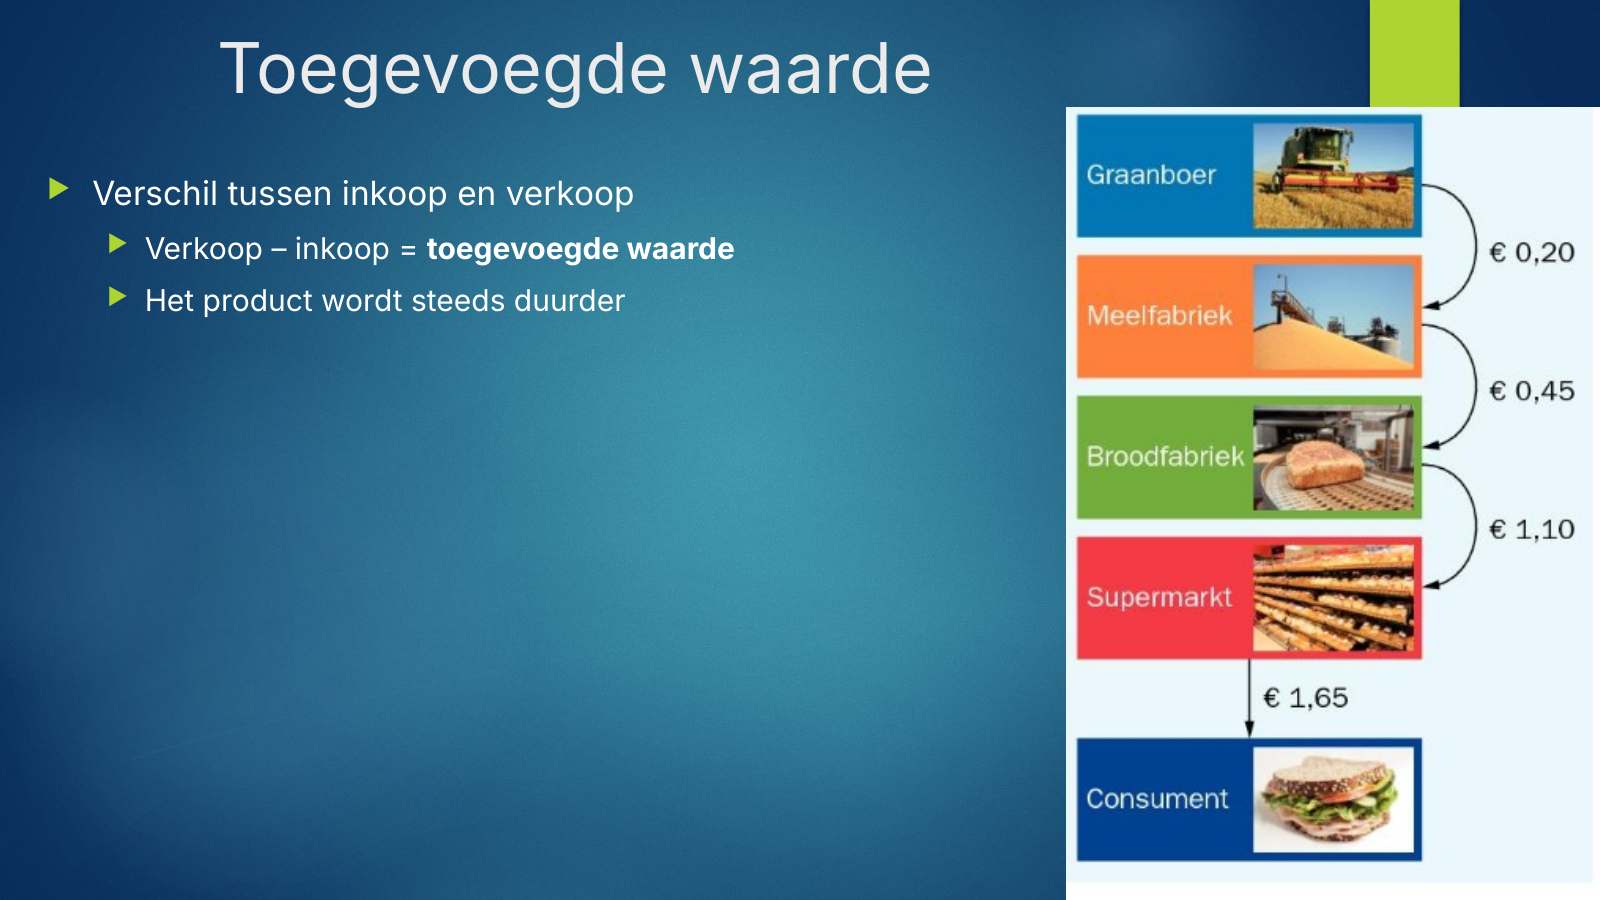 Toegevoegde waarde
Verschil tussen inkoop en verkoop
Verkoop – inkoop = toegevoegde waarde
Het product wordt steeds duurder
Graanboer
€ 0,20
Meelfabriek
€ 0,45
Broodfabriek
€ 1,10
Supermarkt
€ 1,65
Consument